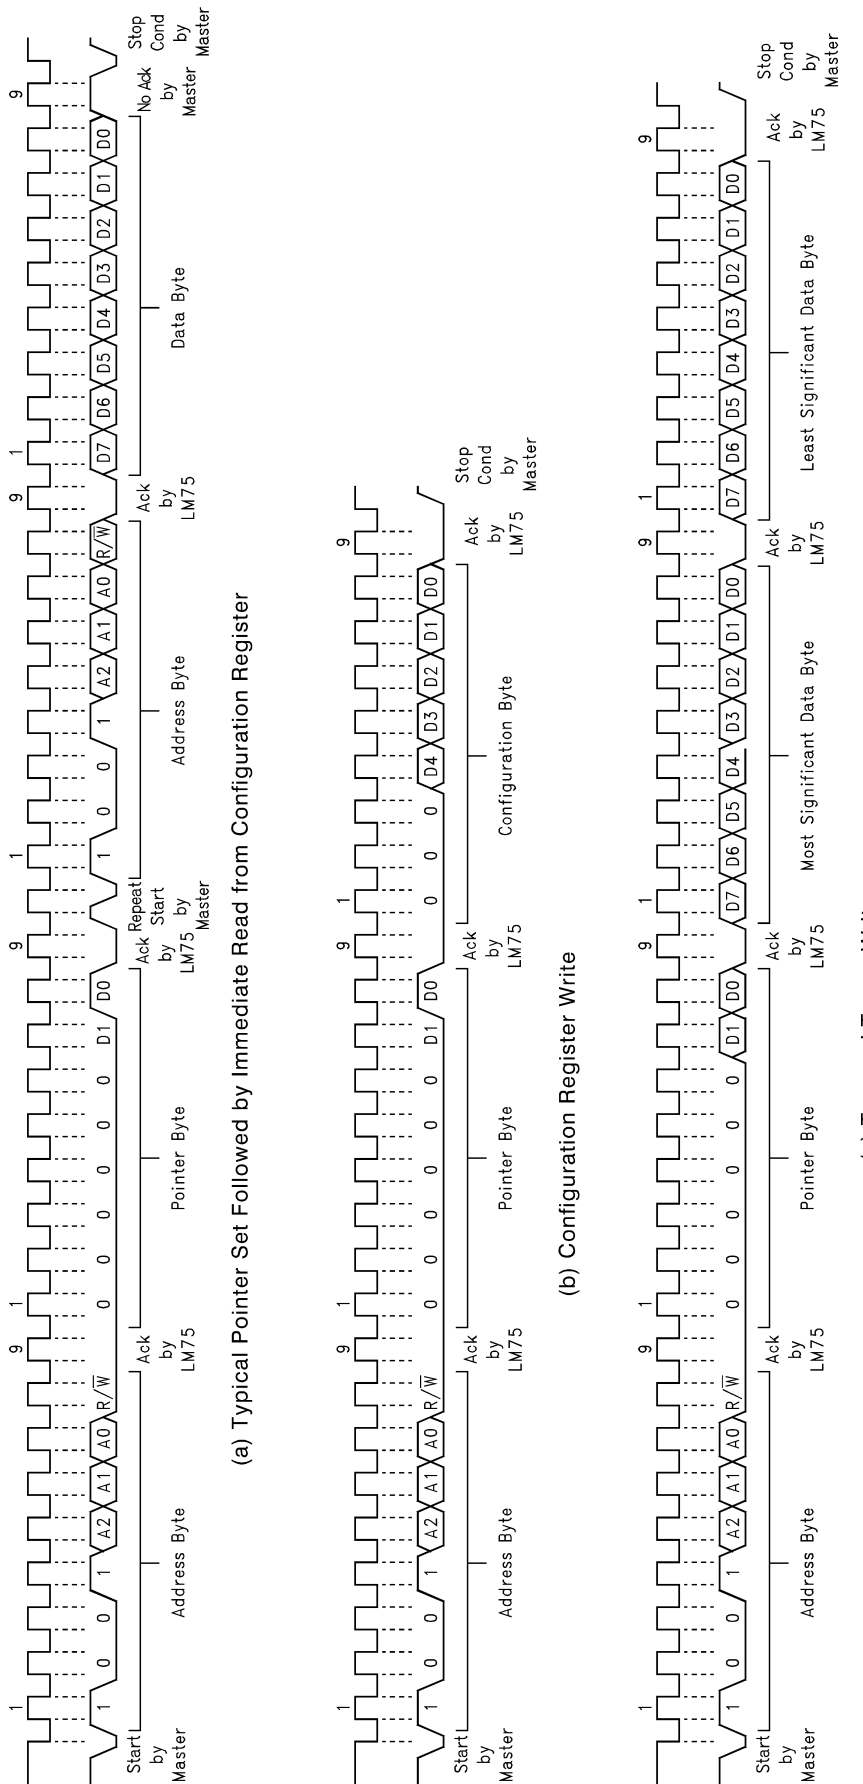 1 9 1 9 1 9 1 9
1 0 0 1 A2 A1 A0 R/W̅ 0 0 0 0 0 0 D1 D0 1 0 0 1 A2 A1 A0 R/W̅ D7 D6 D5 D4 D3 D2 D1 D0
Start
by
Master
Address Byte
Ack
by
LM75
Pointer Byte
Ack
by
LM75
Repeat
Start
by
Master
Address Byte
Ack
by
LM75
Data Byte
No Ack
by
Master
Stop
Cond
by
Master
(a) Typical Pointer Set Followed by Immediate Read from Configuration Register
1 9 1 9 1 9
1 0 0 1 A2 A1 A0 R/W̅ 0 0 0 0 0 0 D1 D0 0 0 0 D4 D3 D2 D1 D0
Start
by
Master
Address Byte
Ack
by
LM75
Pointer Byte
Ack
by
LM75
Configuration Byte
Ack
by
LM75
Stop
Cond
by
Master
(b) Configuration Register Write
1 9 1 9 1 9 1 9
1 0 0 1 A2 A1 A0 R/W̅ 0 0 0 0 0 0 D1 D0 D7 D6 D5 D4 D3 D2 D1 D0 D7 D6 D5 D4 D3 D2 D1 D0
Start
by
Master
Address Byte
Ack
by
LM75
Pointer Byte
Ack
by
LM75
Most Significant Data Byte
Ack
by
LM75
Least Significant Data Byte
Ack
by
LM75
Stop
Cond
by
Master